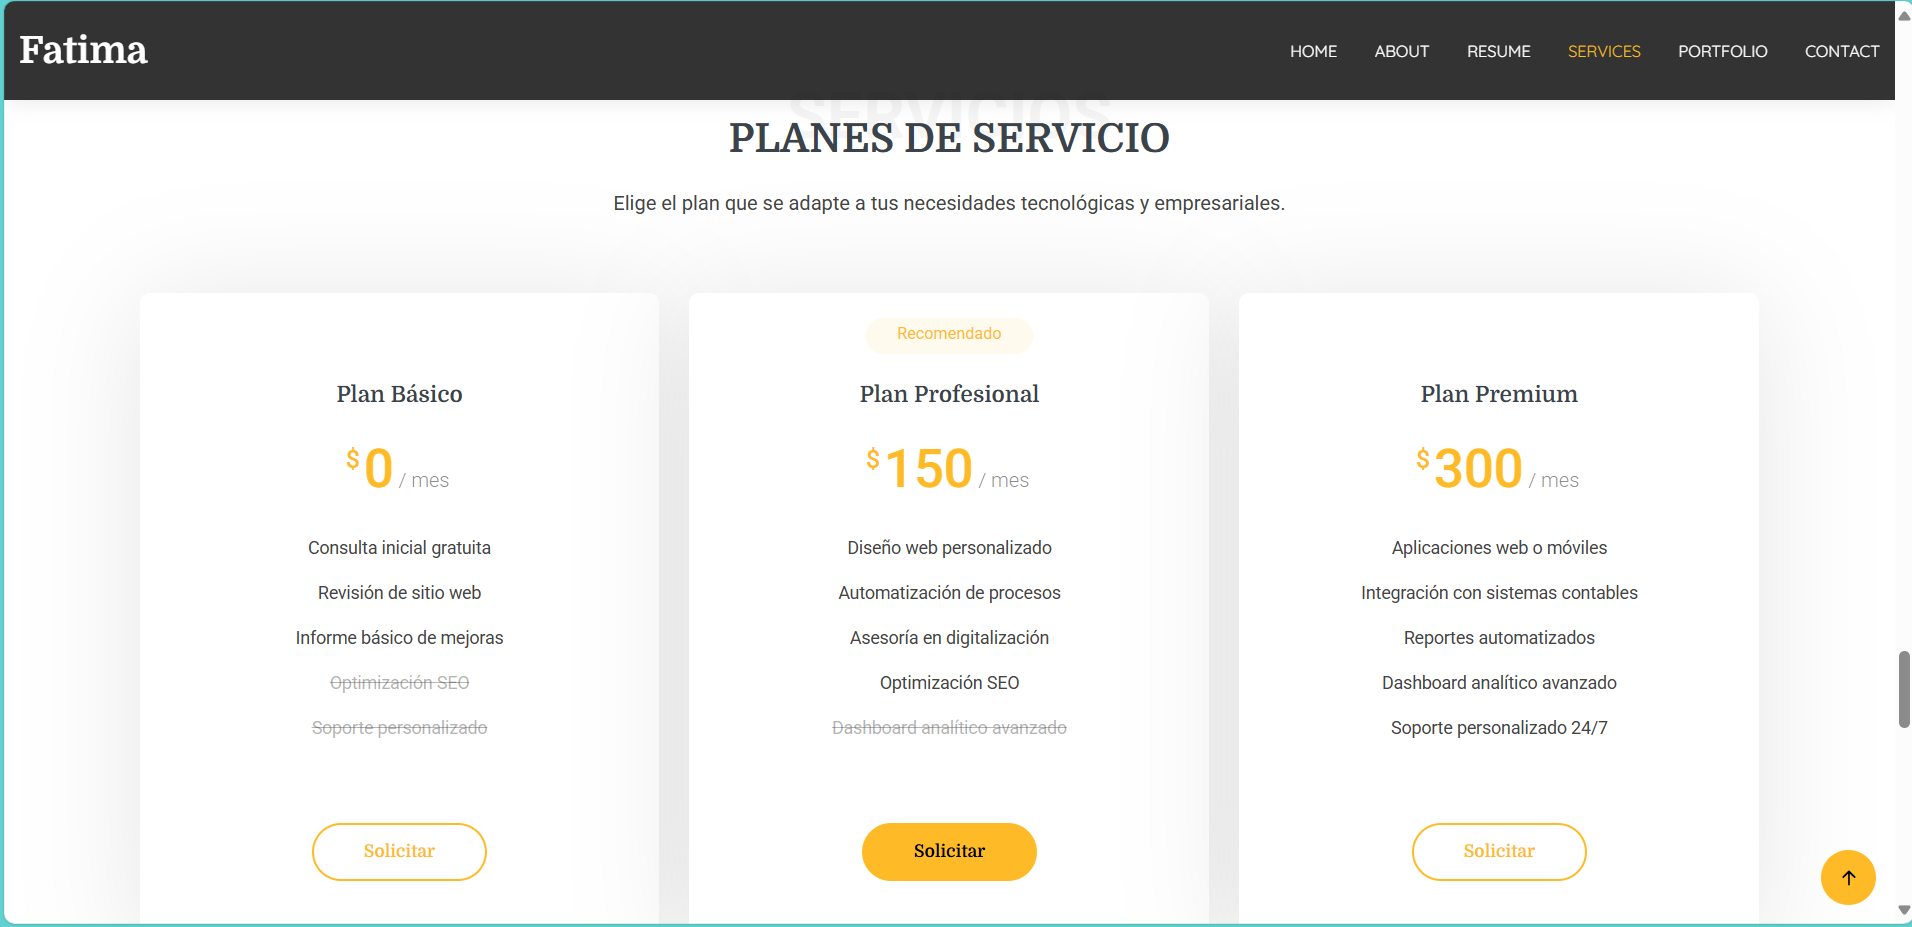 Fatima
HOME ABOUT RESUME SERVICES PORTFOLIO CONTACT
SERVICIOS
PLANES DE SERVICIO
Elige el plan que se adapte a tus necesidades tecnológicas y empresariales.
Plan Básico
$0 / mes
Consulta inicial gratuita
Revisión de sitio web
Informe básico de mejoras
Optimización SEO
Soporte personalizado
Solicitar
Recomendado
Plan Profesional
$150 / mes
Diseño web personalizado
Automatización de procesos
Asesoría en digitalización
Optimización SEO
Dashboard analítico avanzado
Solicitar
Plan Premium
$300 / mes
Aplicaciones web o móviles
Integración con sistemas contables
Reportes automatizados
Dashboard analítico avanzado
Soporte personalizado 24/7
Solicitar